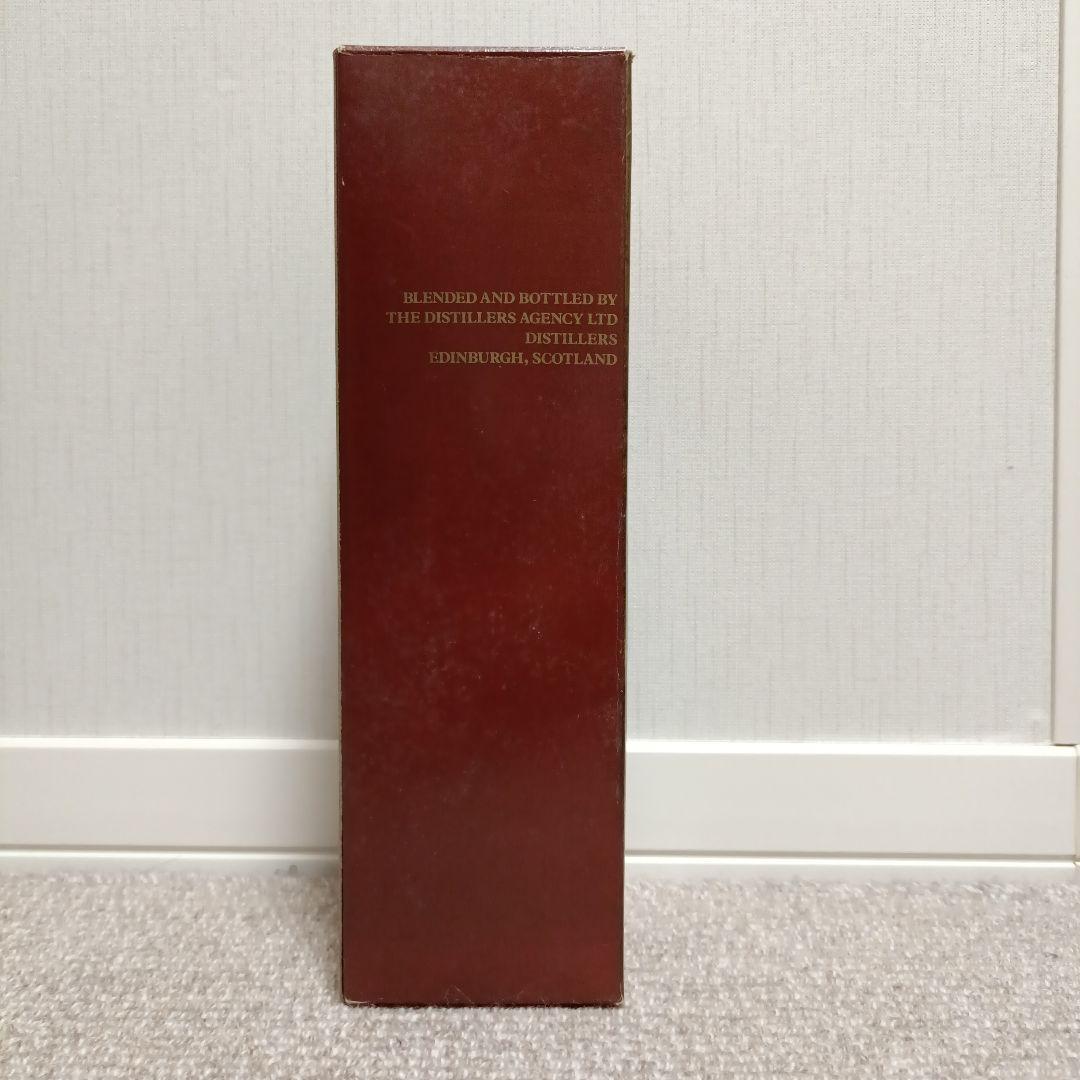 BLENDED AND BOTTLED BY
THE DISTILLERS AGENCY LTD
DISTILLERS
EDINBURGH, SCOTLAND